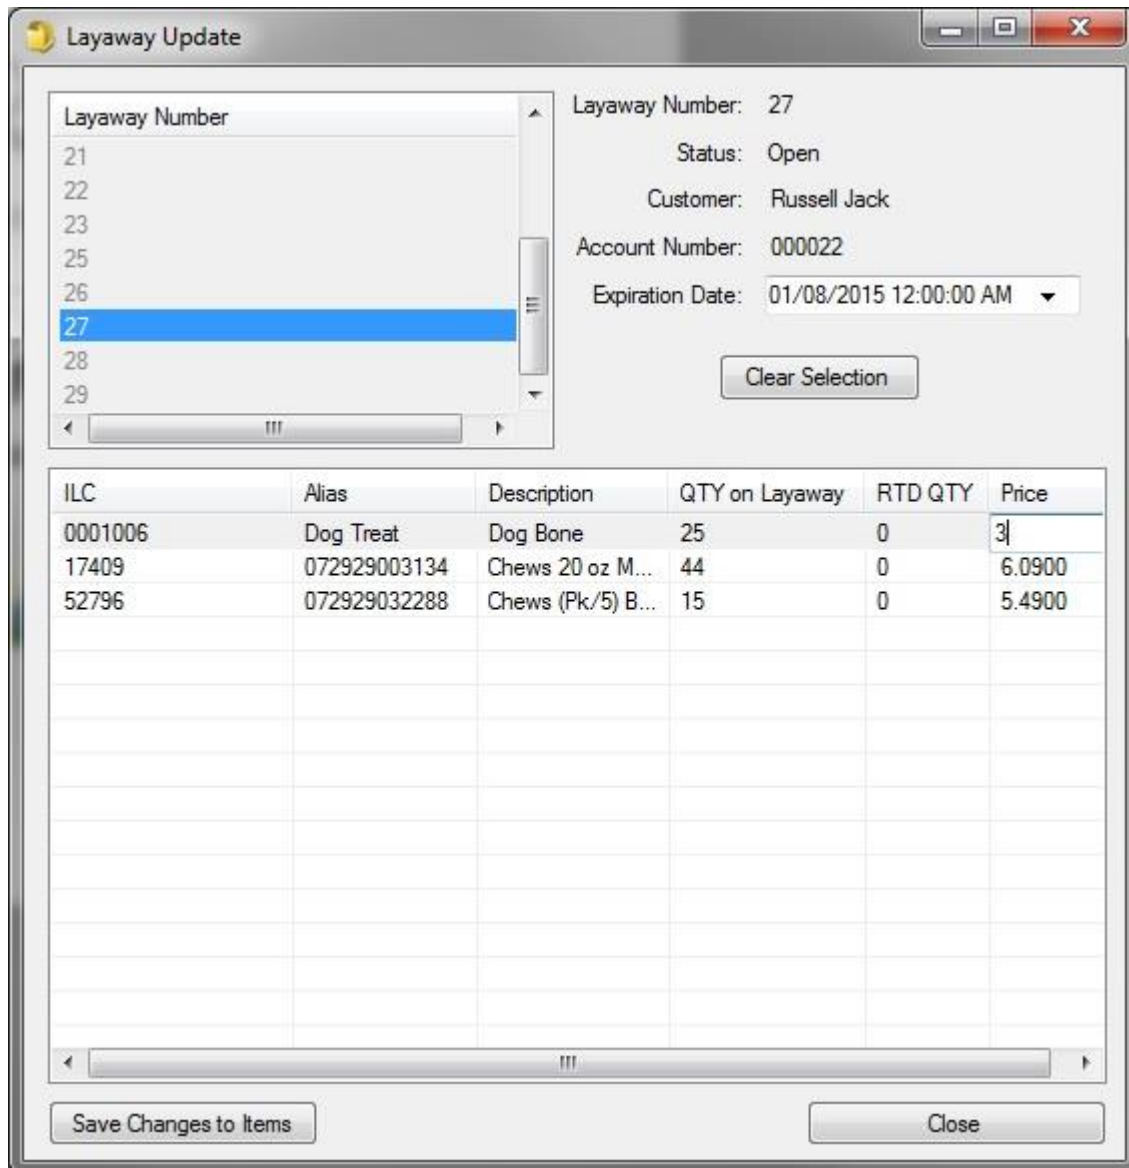 Layaway Update
Layaway Number
21
22
23
25
26
27
28
29
Layaway Number: 27
Status: Open
Customer: Russell Jack
Account Number: 000022
Expiration Date: 01/08/2015 12:00:00 AM
Clear Selection
ILC Alias Description QTY on Layaway RTD QTY Price
0001006 Dog Treat Dog Bone 25 0 3
17409 072929003134 Chews 20 oz M... 44 0 6.0900
52796 072929032288 Chews (Pk/5) B... 15 0 5.4900
Save Changes to Items Close